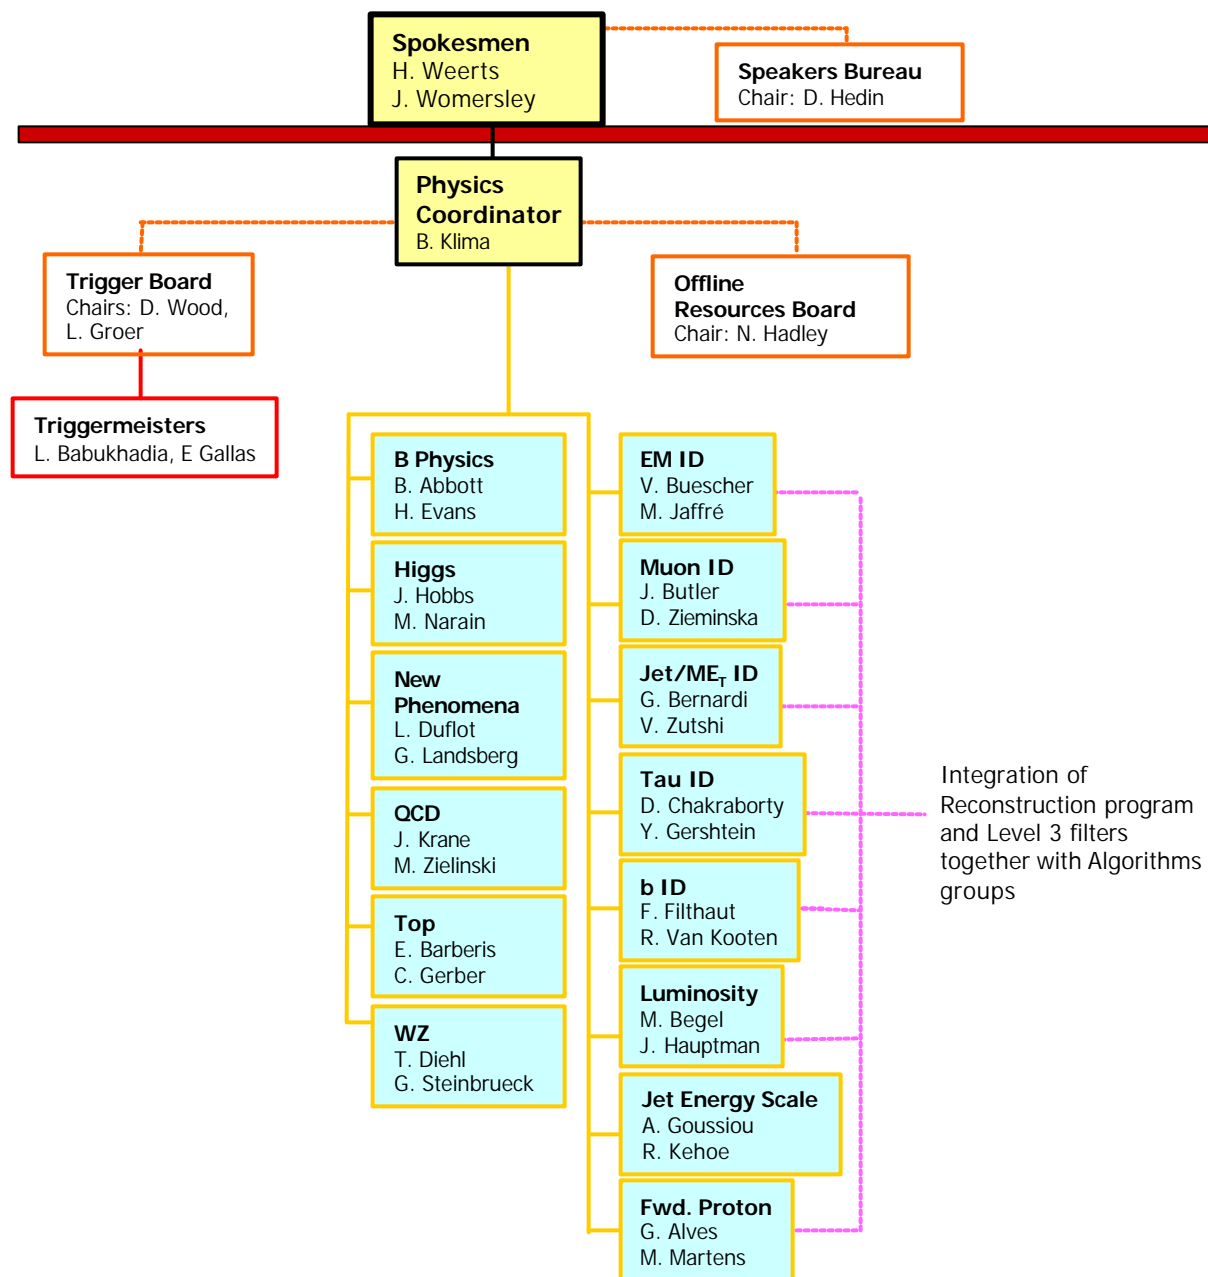 Spokesmen
H. Weerts
J. Womersley
Speakers Bureau
Chair: D. Hedin
Physics
Coordinator
B. Klima
Trigger Board
Chairs: D. Wood,
L. Groer
Offline
Resources Board
Chair: N. Hadley
Triggermeisters
L. Babukhadia, E Gallas
B Physics
B. Abbott
H. Evans
Higgs
J. Hobbs
M. Narain
New
Phenomena
L. Duflot
G. Landsberg
QCD
J. Krane
M. Zielinski
Top
E. Barberis
C. Gerber
WZ
T. Diehl
G. Steinbrueck
EM ID
V. Buescher
M. Jaffré
Muon ID
J. Butler
D. Zieminska
Jet/MET ID
G. Bernardi
V. Zutshi
Tau ID
D. Chakraborty
Y. Gershtein
b ID
F. Filthaut
R. Van Kooten
Luminosity
M. Begel
J. Hauptman
Jet Energy Scale
A. Goussiou
R. Kehoe
Fwd. Proton
G. Alves
M. Martens
Integration of
Reconstruction program
and Level 3 filters
together with Algorithms
groups